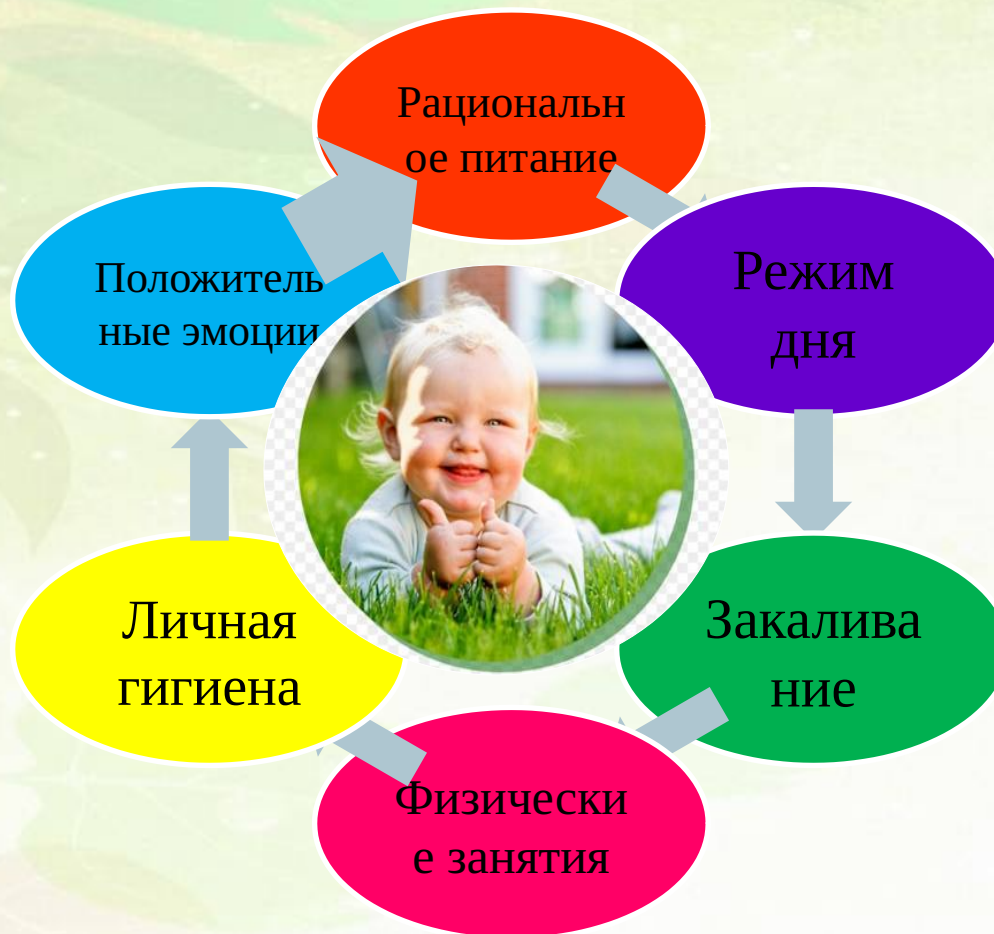 Рациональн
ое питание
Режим
дня
Закалива
ние
Физически
е занятия
Личная
гигиена
Положитель
ные эмоции